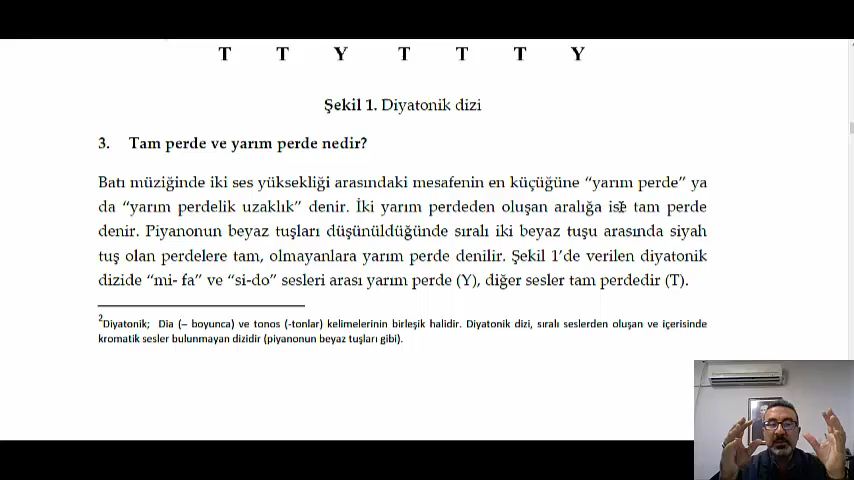 T T Y T T T Y
Şekil 1. Diyatonik dizi
3. Tam perde ve yarım perde nedir?
Batı müziğinde iki ses yüksekliği arasındaki mesafenin en küçüğüne “yarım perde” ya
da “yarım perdelik uzaklık” denir. İki yarım perdeden oluşan aralığa ise tam perde
denir. Piyanonun beyaz tuşları düşünüldüğünde sıralı iki beyaz tuşu arasında siyah
tuş olan perdelere tam, olmayanlara yarım perde denilir. Şekil 1’de verilen diyatonik
dizide “mi- fa” ve “si-do” sesleri arası yarım perde (Y), diğer sesler tam perdedir (T).
2Diyatonik; Dia (– boyunca) ve tonos (-tonlar) kelimelerinin birleşik halidir. Diyatonik dizi, sıralı seslerden oluşan ve içerisinde
kromatik sesler bulunmayan dizidir (piyanonun beyaz tuşları gibi).